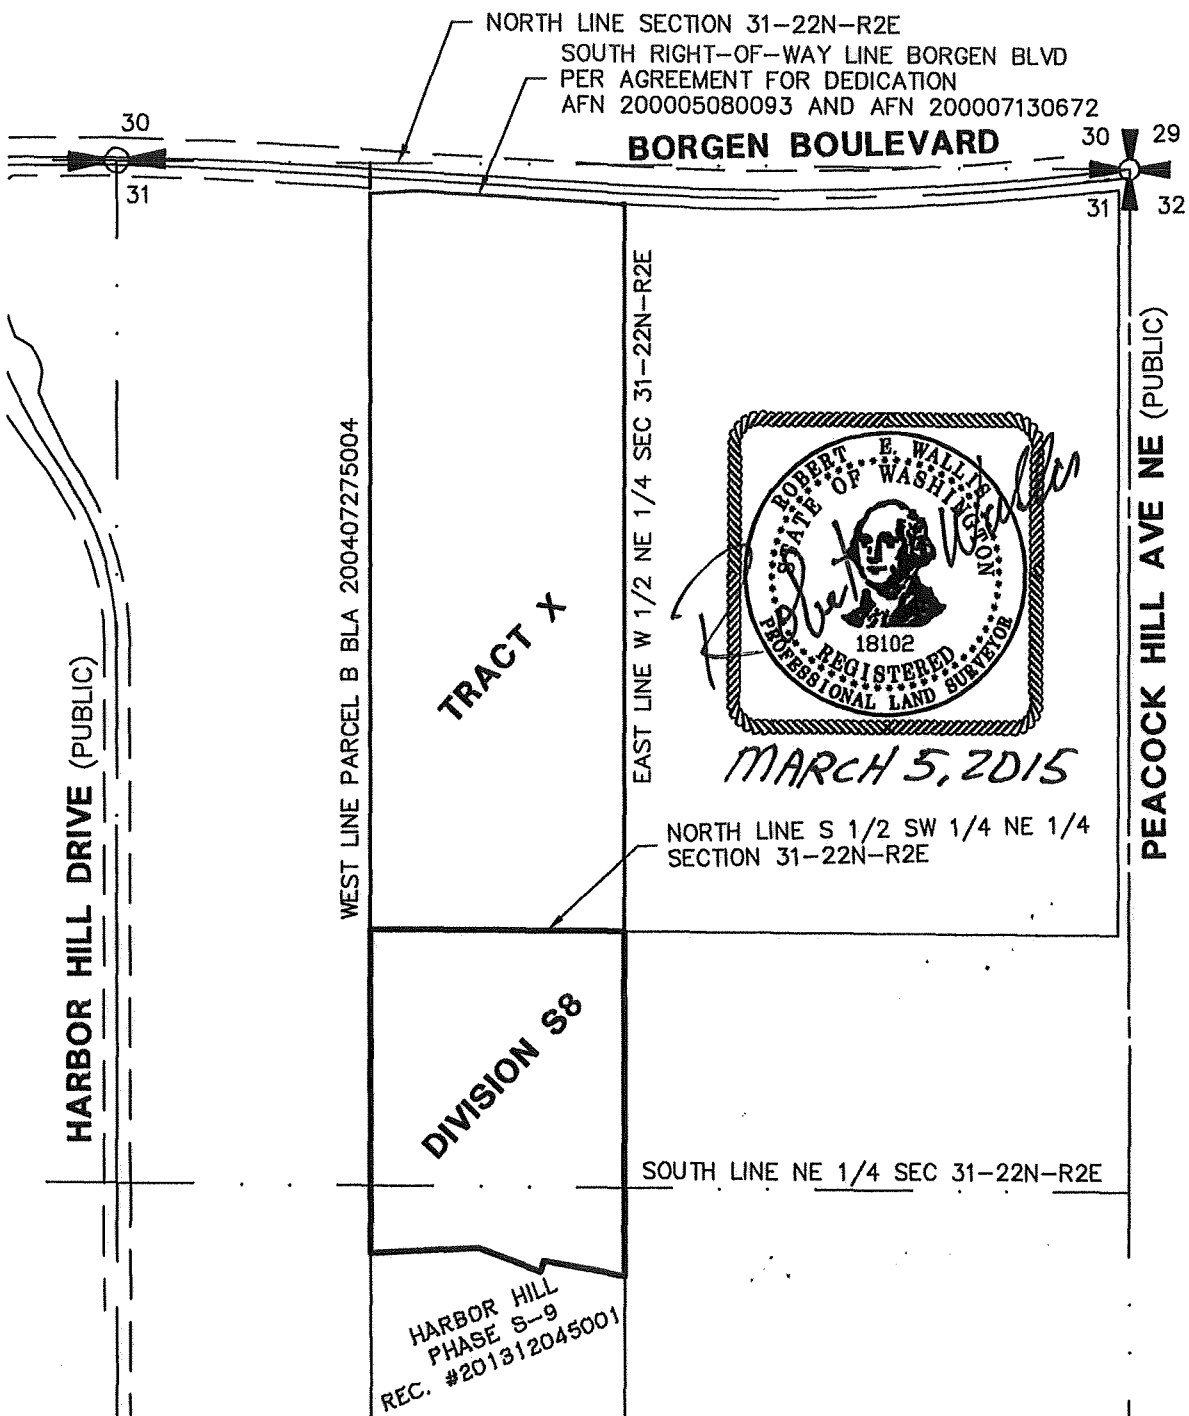 NORTH LINE SECTION 31-22N-R2E
SOUTH RIGHT-OF-WAY LINE BORGEN BLVD
PER AGREEMENT FOR DEDICATION
AFN 200005080093 AND AFN 200007130672
BORGEN BOULEVARD
30
31
30
29
31
32
HARBOR HILL DRIVE (PUBLIC)
WEST LINE PARCEL B BLA 200407275004
TRACT X
EAST LINE W 1/2 NE 1/4 SEC 31-22N-R2E
PEACOCK HILL AVE NE (PUBLIC)
ROBERT E. WALLIS
STATE OF WASHINGTON
18102
REGISTERED
PROFESSIONAL LAND SURVEYOR
MARCH 5, 2015
NORTH LINE S 1/2 SW 1/4 NE 1/4
SECTION 31-22N-R2E
DIVISION S8
SOUTH LINE NE 1/4 SEC 31-22N-R2E
HARBOR HILL
PHASE S-9
REC. #201312045001